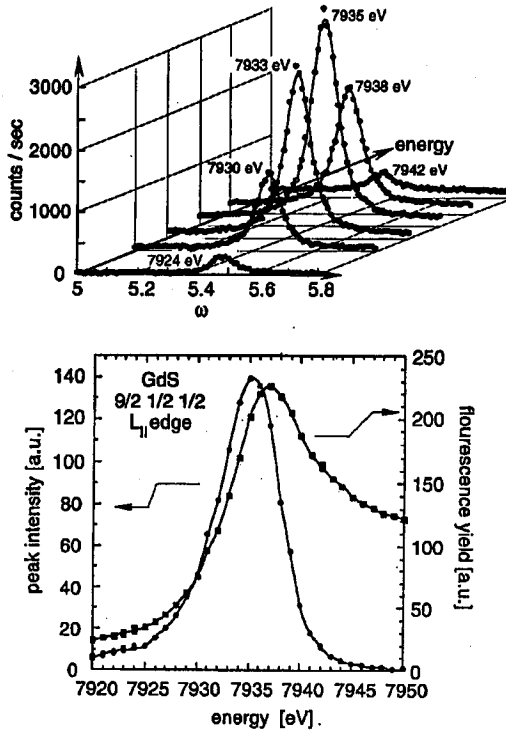 7935 eV
7933 eV
7938 eV
3000
counts / sec
2000
energy
7930 eV
7942 eV
1000
7924 eV
0
5 5.2 5.4 5.6 5.8
ω
GdS
9/2 1/2 1/2
L_II edge
peak intensity [a.u.]
140
120
100
80
60
40
20
0
250
200
150
100
50
0
flourescence yield [a.u.]
7920 7925 7930 7935 7940 7945 7950
energy [eV].